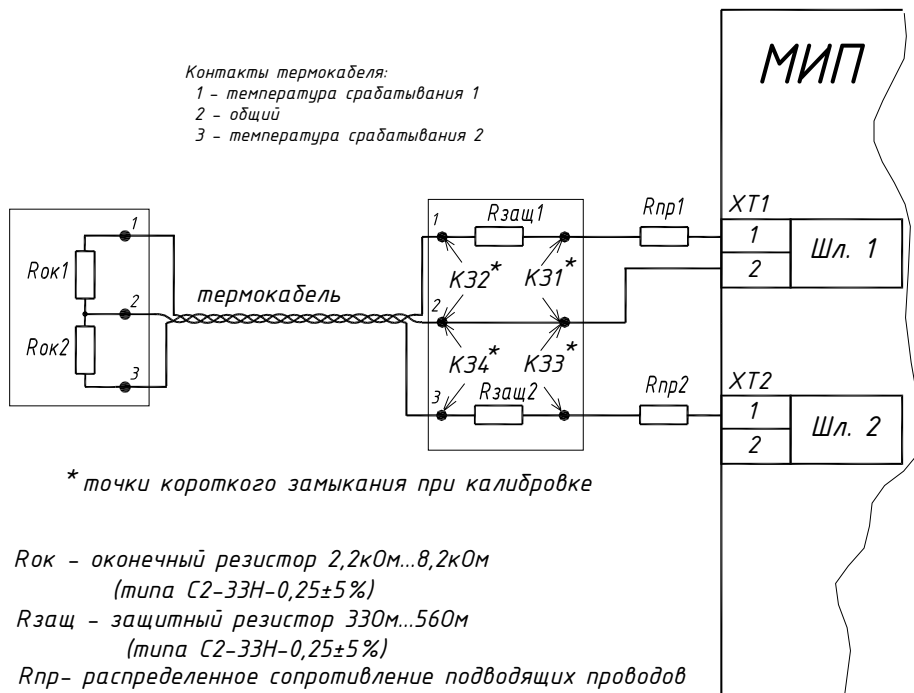 МИП
Контакты термокабеля:
1 - температура срабатывания 1
2 - общий
3 - температура срабатывания 2
1
Rок1
2
Rок2
3
термокабель
1
Rзащ1
КЗ2*
КЗ1*
2
КЗ4*
КЗ3*
3
Rзащ2
Rпр1
Rпр2
XT1
1
2
Шл. 1
XT2
1
2
Шл. 2
* точки короткого замыкания при калибровке
Rок - оконечный резистор 2,2кОм...8,2кОм
(типа С2-33Н-0,25±5%)
Rзащ - защитный резистор 33Ом...56Ом
(типа С2-33Н-0,25±5%)
Rпр- распределенное сопротивление подводящих проводов